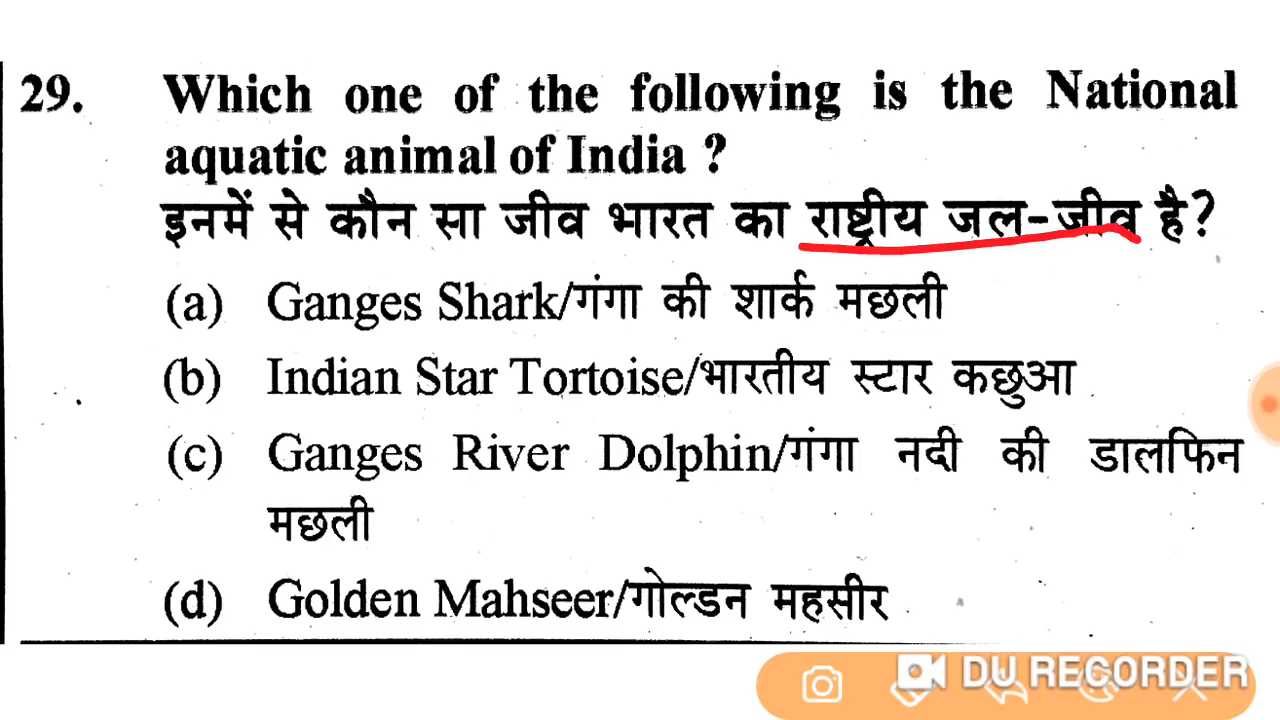 29. Which one of the following is the National
aquatic animal of India ?
इनमें से कौन सा जीव भारत का राष्ट्रीय जल-जीव है?
(a) Ganges Shark/गंगा की शार्क मछली
(b) Indian Star Tortoise/भारतीय स्टार कछुआ
(c) Ganges River Dolphin/गंगा नदी की डालफिन
मछली
(d) Golden Mahseer/गोल्डन महसीर
DU RECORDER